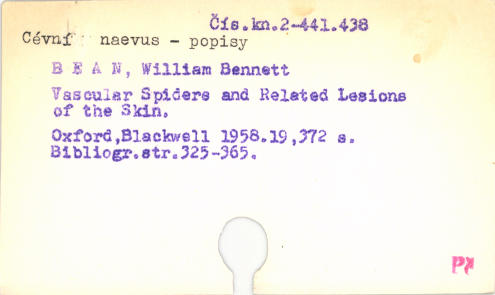 Čís.kn.2-441.438
Cévní naevus - popisy
B E A N, William Bennett
Vascular Spiders and Related Lesions
of the Skin.
Oxford,Blackwell 1958.19,372 s.
Bibliogr.str.325-365.